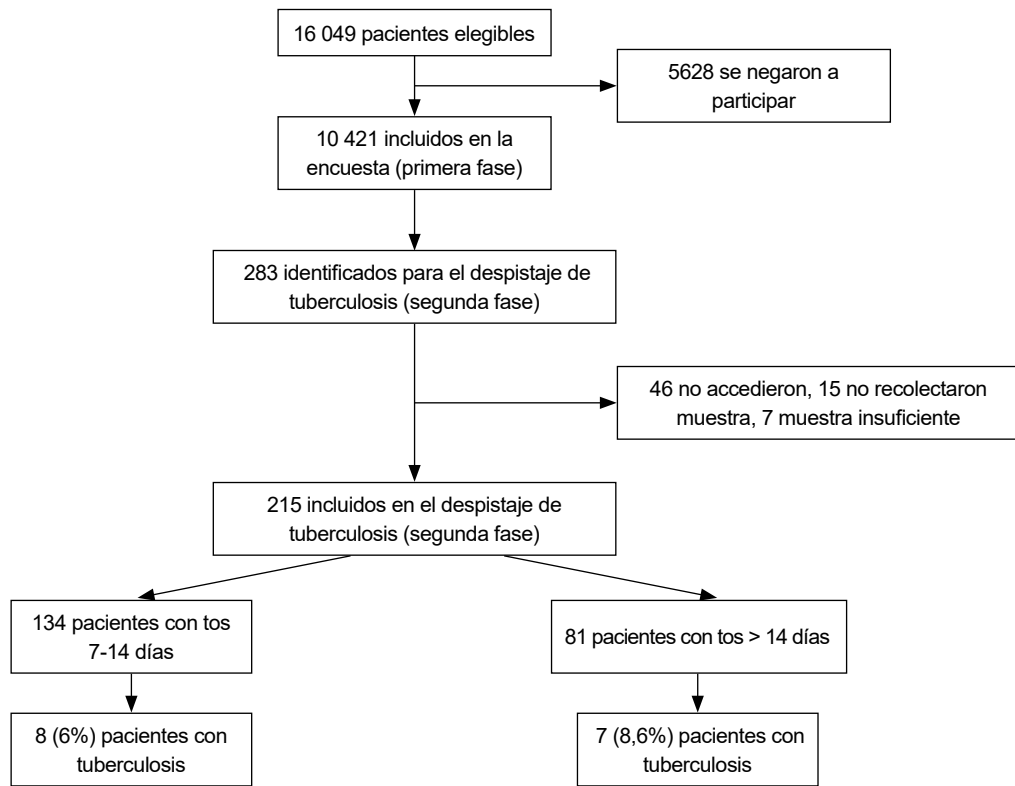 16 049 pacientes elegibles
5628 se negaron a
participar
10 421 incluidos en la
encuesta (primera fase)
283 identificados para el despistaje de
tuberculosis (segunda fase)
46 no accedieron, 15 no recolectaron
muestra, 7 muestra insuficiente
215 incluidos en el despistaje de
tuberculosis (segunda fase)
134 pacientes con tos
7-14 días
81 pacientes con tos > 14 días
8 (6%) pacientes con
tuberculosis
7 (8,6%) pacientes con
tuberculosis